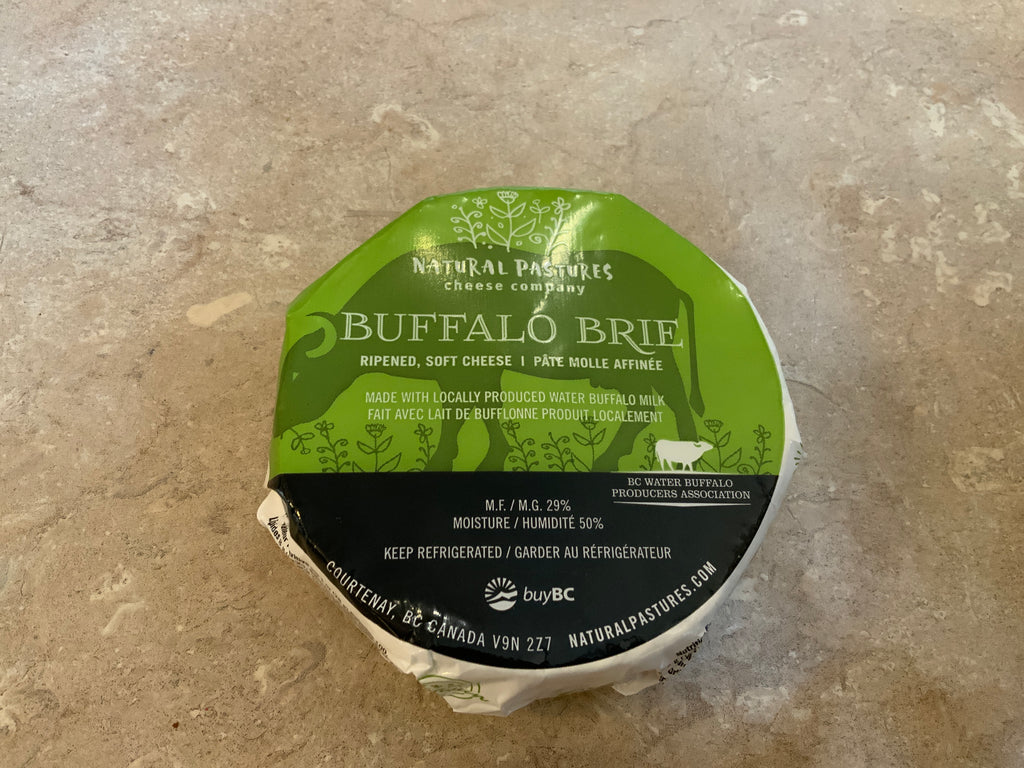 NATURAL PASTURES
cheese company
BUFFALO BRIE
RIPENED, SOFT CHEESE | PÂTE MOLLE AFFINÉE
MADE WITH LOCALLY PRODUCED WATER BUFFALO MILK
FAIT AVEC LAIT DE BUFFLONNE PRODUIT LOCALEMENT
BC WATER BUFFALO
PRODUCERS ASSOCIATION
M.F. / M.G. 29%
MOISTURE / HUMIDITÉ 50%
KEEP REFRIGERATED / GARDER AU RÉFRIGÉRATEUR
buyBC
COURTENAY, BC CANADA V9N 2Z7 NATURALPASTURES.COM